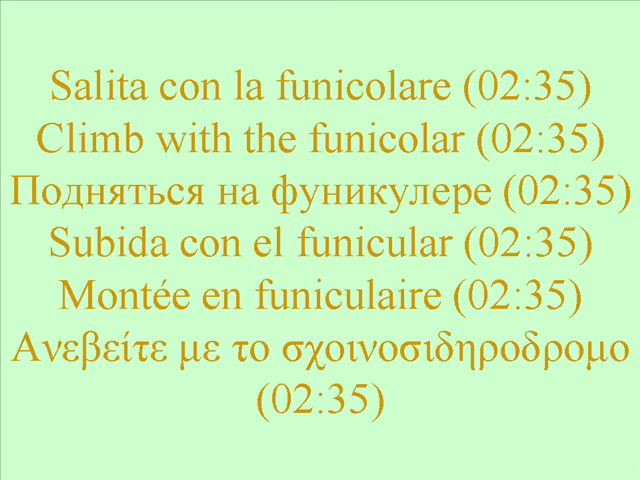 Salita con la funicolare (02:35)
Climb with the funicolar (02:35)
Подняться на фуникулере (02:35)
Subida con el funicular (02:35)
Montée en funiculaire (02:35)
Ανεβείτε με το σχοινοσιδηροδρομο
(02:35)